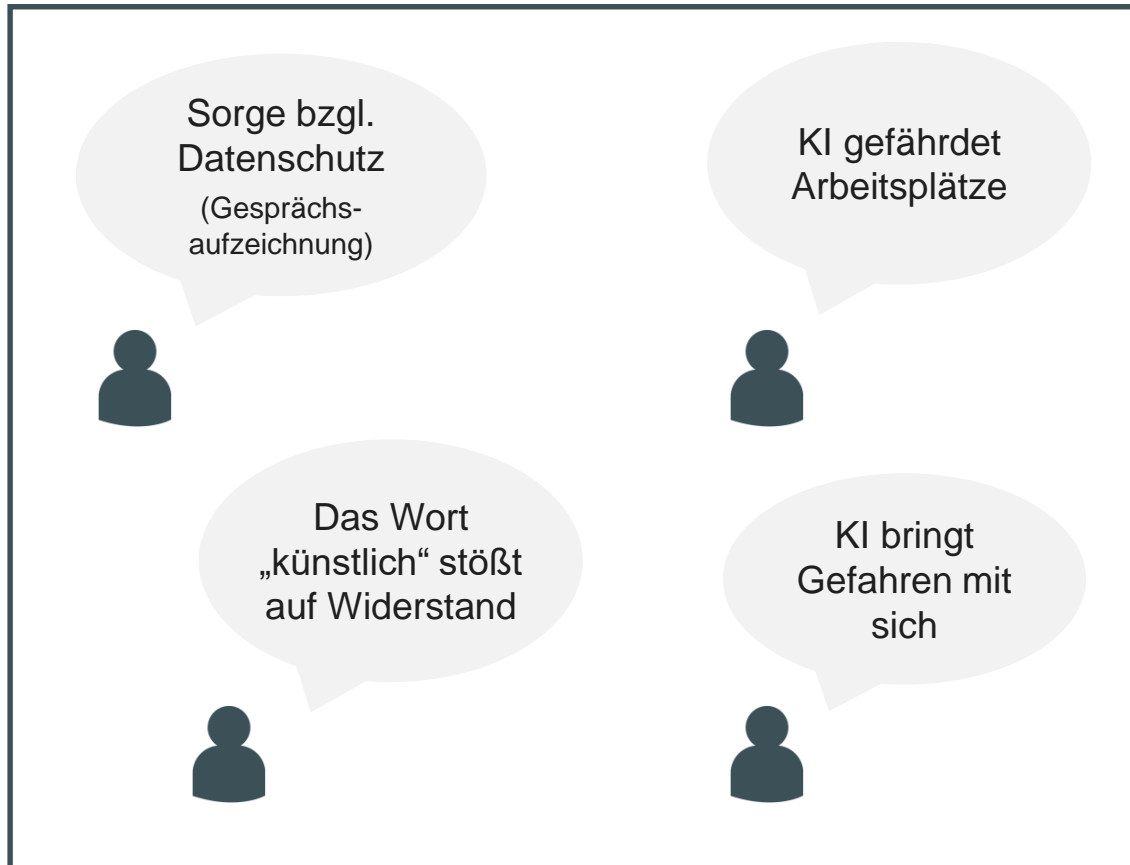 Sorge bzgl.
Datenschutz
(Gesprächs-
aufzeichnung)
KI gefährdet
Arbeitsplätze
Das Wort
„künstlich“ stößt
auf Widerstand
KI bringt
Gefahren mit
sich